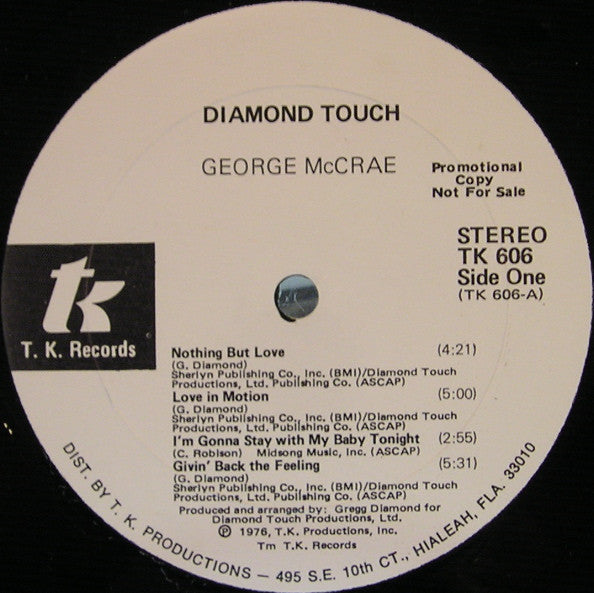 DIAMOND TOUCH
GEORGE McCRAE
Promotional
Copy
Not For Sale
STEREO
TK 606
Side One
(TK 606-A)
tk
T. K. Records
Nothing But Love (4:21)
(G. Diamond)
Sherlyn Publishing Co., Inc. (BMI)/Diamond Touch
Productions, Ltd. Publishing Co. (ASCAP)
Love in Motion (5:00)
(G. Diamond)
Sherlyn Publishing Co., Inc. (BMI)/Diamond Touch
Productions, Ltd. Publishing Co. (ASCAP)
I'm Gonna Stay with My Baby Tonight (2:55)
(C. Robison) Midsong Music, Inc. (ASCAP)
Givin' Back the Feeling (5:31)
(G. Diamond)
Sherlyn Publishing Co., Inc. (BMI)/Diamond Touch
Productions, Ltd. Publishing Co. (ASCAP)
Produced and arranged by: Gregg Diamond for
Diamond Touch Productions, Ltd.
℗ 1976, T.K. Productions, Inc.
Tm T.K. Records
DIST. BY T. K. PRODUCTIONS — 495 S.E. 10th CT., HIALEAH, FLA. 33010